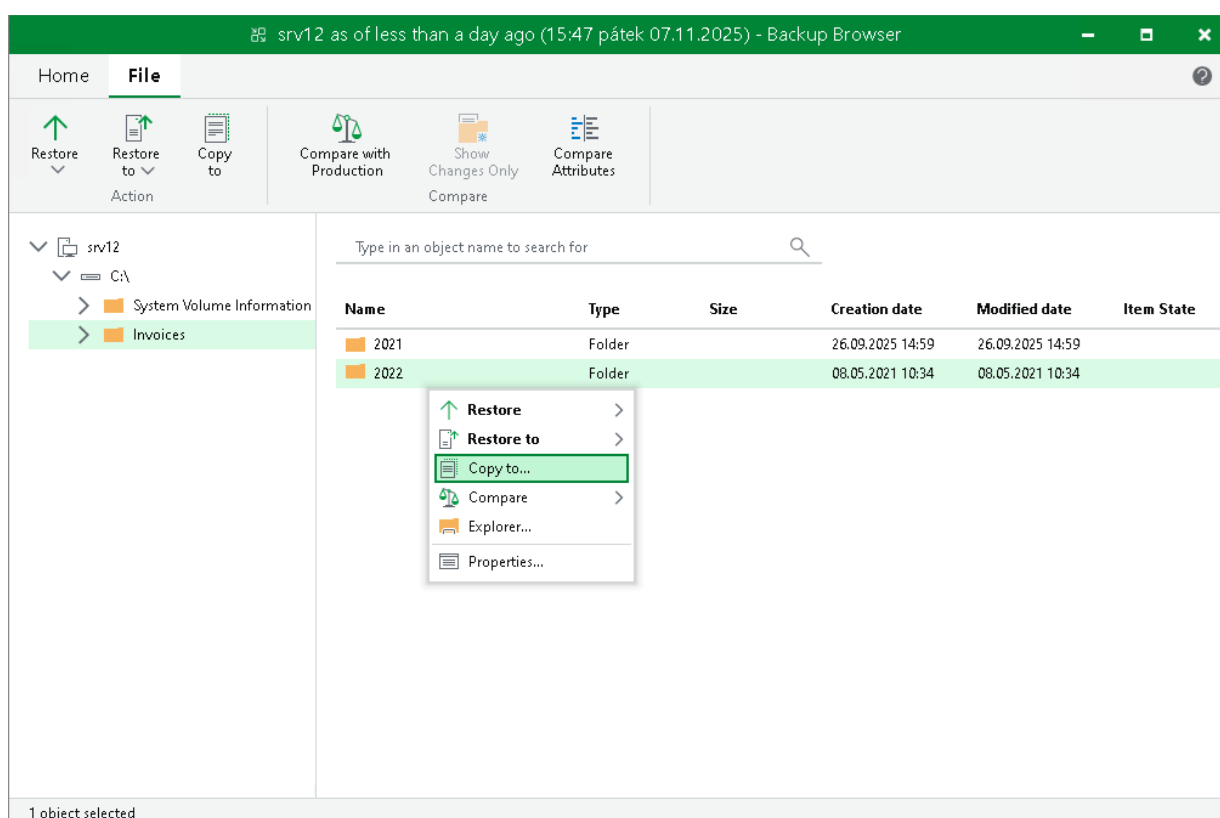 srv12 as of less than a day ago (15:47 pátek 07.11.2025) - Backup Browser
Home File
Restore
Restore to
Copy to
Compare with Production
Show Changes Only
Compare Attributes
Action
Compare
srv12
C:\
System Volume Information
Invoices
Type in an object name to search for
Name Type Size Creation date Modified date Item State
2021 Folder 26.09.2025 14:59 26.09.2025 14:59
2022 Folder 08.05.2021 10:34 08.05.2021 10:34
Restore
Restore to
Copy to...
Compare
Explorer...
Properties...
1 object selected